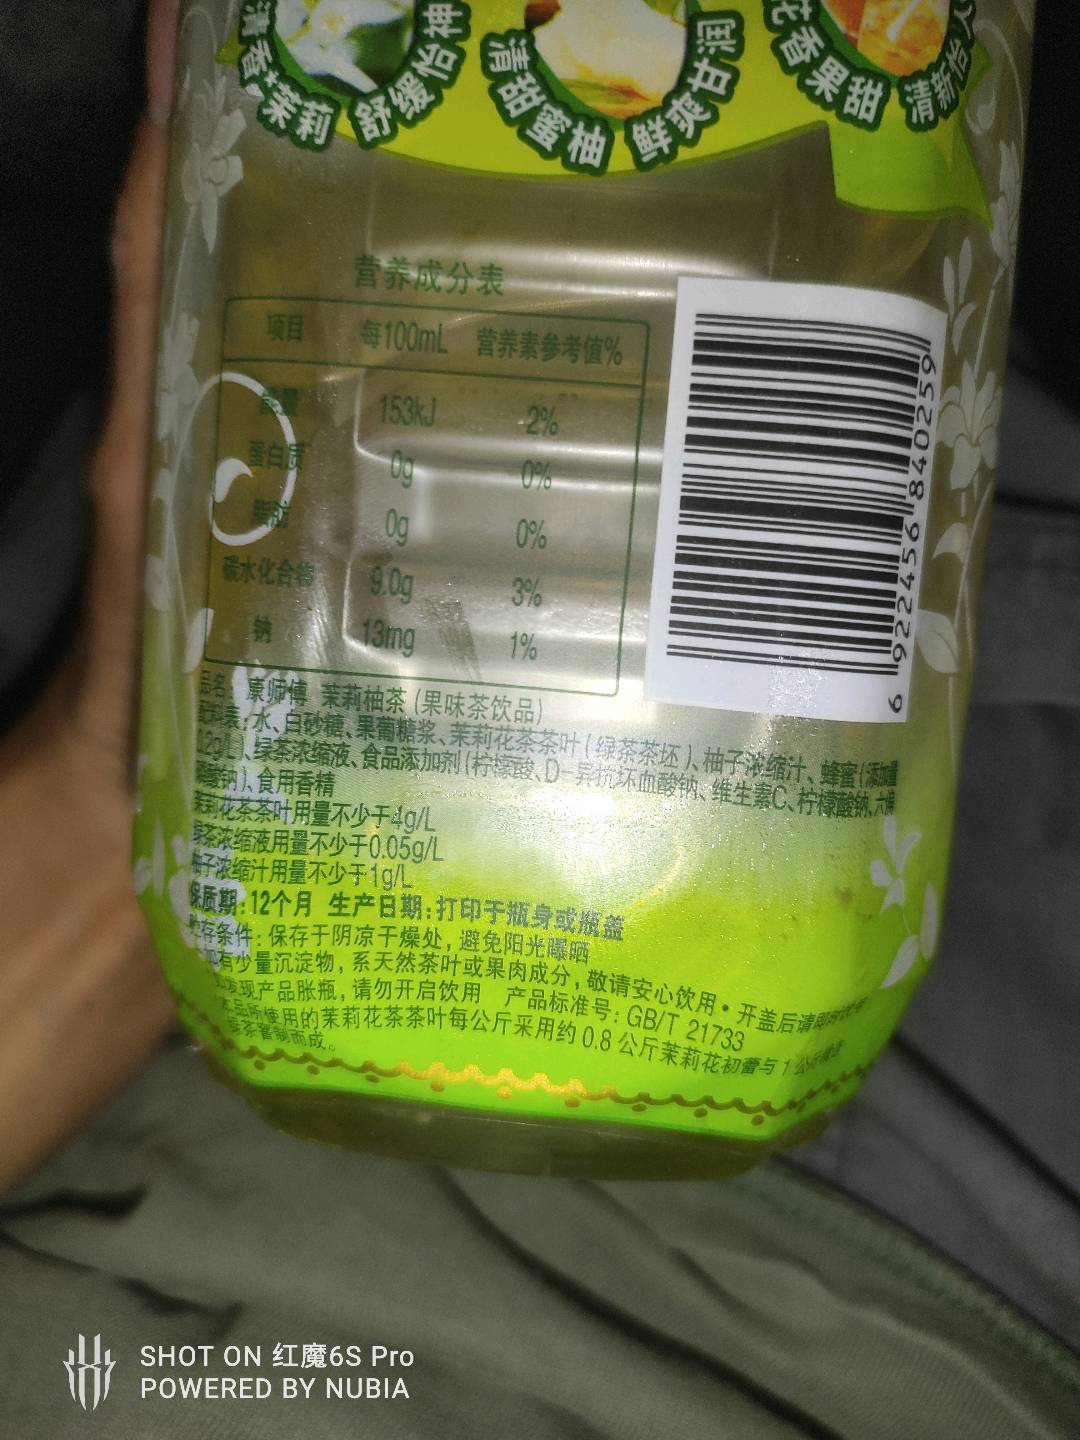 清香茉莉 舒缓怡神
清甜蜜柚 鲜爽甘润
花香果甜 清新怡人
营养成分表
项目 每100mL 营养素参考值%
能量 153kJ 2%
蛋白质 0g 0%
脂肪 0g 0%
碳水化合物 9.0g 3%
钠 13mg 1%
6 922456 840259
品名:康师傅 茉莉柚茶(果味茶饮品)
配料表:水、白砂糖、果葡糖浆、茉莉花茶茶叶(绿茶茶坯)、柚子浓缩汁、蜂蜜(添加量
12g/L)、绿茶浓缩液、食品添加剂(柠檬酸、D-异抗坏血酸钠、维生素C、柠檬酸钠、六偏
磷酸钠)、食用香精
茉莉花茶茶叶用量不少于4g/L
绿茶浓缩液用量不少于0.05g/L
柚子浓缩汁用量不少于1g/L
保质期:12个月 生产日期:打印于瓶身或瓶盖
贮存条件:保存于阴凉干燥处,避免阳光曝晒
如有少量沉淀物,系天然茶叶或果肉成分,敬请安心饮用•开盖后请即时饮用
发现产品胀瓶,请勿开启饮用 产品标准号:GB/T 21733
本品所使用的茉莉花茶茶叶每公斤采用约0.8公斤茉莉花初蕾与1公斤
茶窨制而成。
SHOT ON 红魔6S Pro
POWERED BY NUBIA